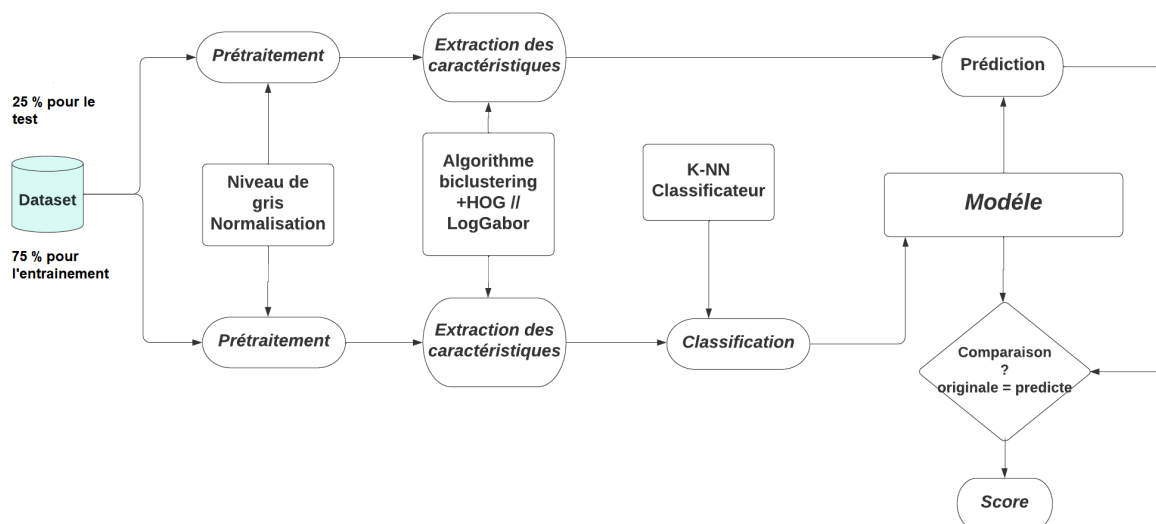 25 % pour le
test
Dataset
75 % pour
l'entrainement
Prétraitement
Niveau de
gris
Normalisation
Prétraitement
Extraction des
caractéristiques
Algorithme
biclustering
+HOG //
LogGabor
Extraction des
caractéristiques
K-NN
Classificateur
Classification
Prédiction
Modéle
Comparaison
?
originale = predicte
Score